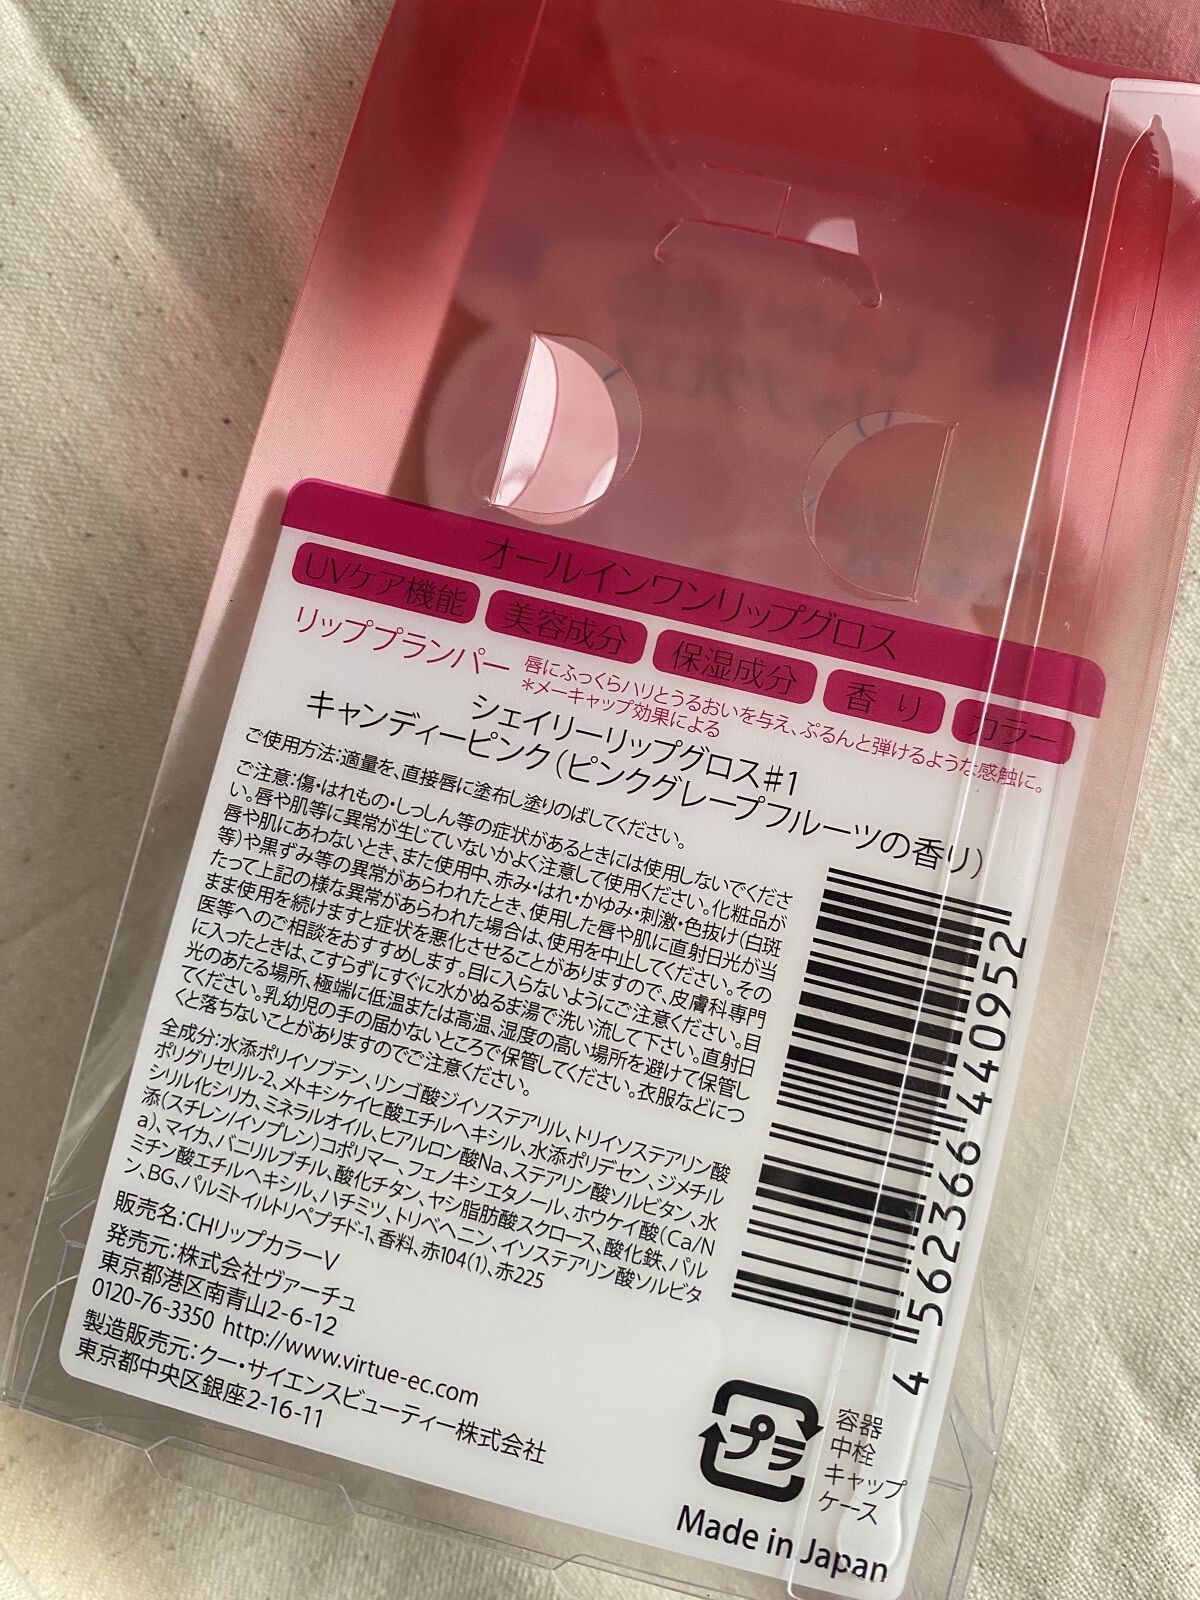 オールインワンリップグロス
UVケア機能 美容成分 保湿成分 香り カラー
リッププランパー 唇にふっくらハリとうるおいを与え、ぷるんと弾けるような感触に。
＊メーキャップ効果による
シェイリーリップグロス#1
キャンディーピンク（ピンクグレープフルーツの香り）
ご使用方法：適量を、直接唇に塗布し塗りのばしてください。
ご注意：傷・はれもの・しっしん等の症状があるときには使用しないでくださ
い。唇や肌等に異常が生じていないかよく注意して使用ください。化粧品が
唇や肌にあわないとき、また使用中、赤み・はれ・かゆみ・刺激・色抜け（白斑
等）や黒ずみ等の異常があらわれたとき、使用した唇や肌に直射日光が当
たって上記の様な異常があらわれた場合は、使用を中止してください。その
まま使用を続けますと症状を悪化させることがありますので、皮膚科専門
医等へのご相談をおすすめします。目に入らないようにご注意ください。目
に入ったときは、こすらずにすぐに水かぬるま湯で洗い流して下さい。直射日
光のあたる場所、極端に低温または高温、湿度の高い場所を避けて保管し
てください。乳幼児の手の届かないところで保管してください。衣服などにつ
くと落ちないことがありますのでご注意ください。
全成分：水添ポリイソブテン、リンゴ酸ジイソステアリル、トリイソステアリン酸
ポリグリセリル-2、メトキシケイヒ酸エチルヘキシル、水添ポリデセン、ジメチル
シリル化シリカ、ミネラルオイル、ヒアルロン酸Na、ステアリン酸ソルビタン、水
添(スチレン/イソプレン)コポリマー、フェノキシエタノール、ホウケイ酸(Ca/N
a)、マイカ、バニリルブチル、酸化チタン、ヤシ脂肪酸スクロース、酸化鉄、パル
ミチン酸エチルヘキシル、ハチミツ、トリベヘニン、イソステアリン酸ソルビタ
ン、BG、パルミトイルトリペプチド-1、香料、赤104(1)、赤225
販売名：CHリップカラーV
発売元：株式会社ヴァーチュ
東京都港区南青山2-6-12
0120-76-3350 http://www.virtue-ec.com
製造販売元：クー・サイエンスビューティー株式会社
東京都中央区銀座2-16-11
4 562366 440952
プラ
容器
中栓
キャップ
ケース
Made in Japan